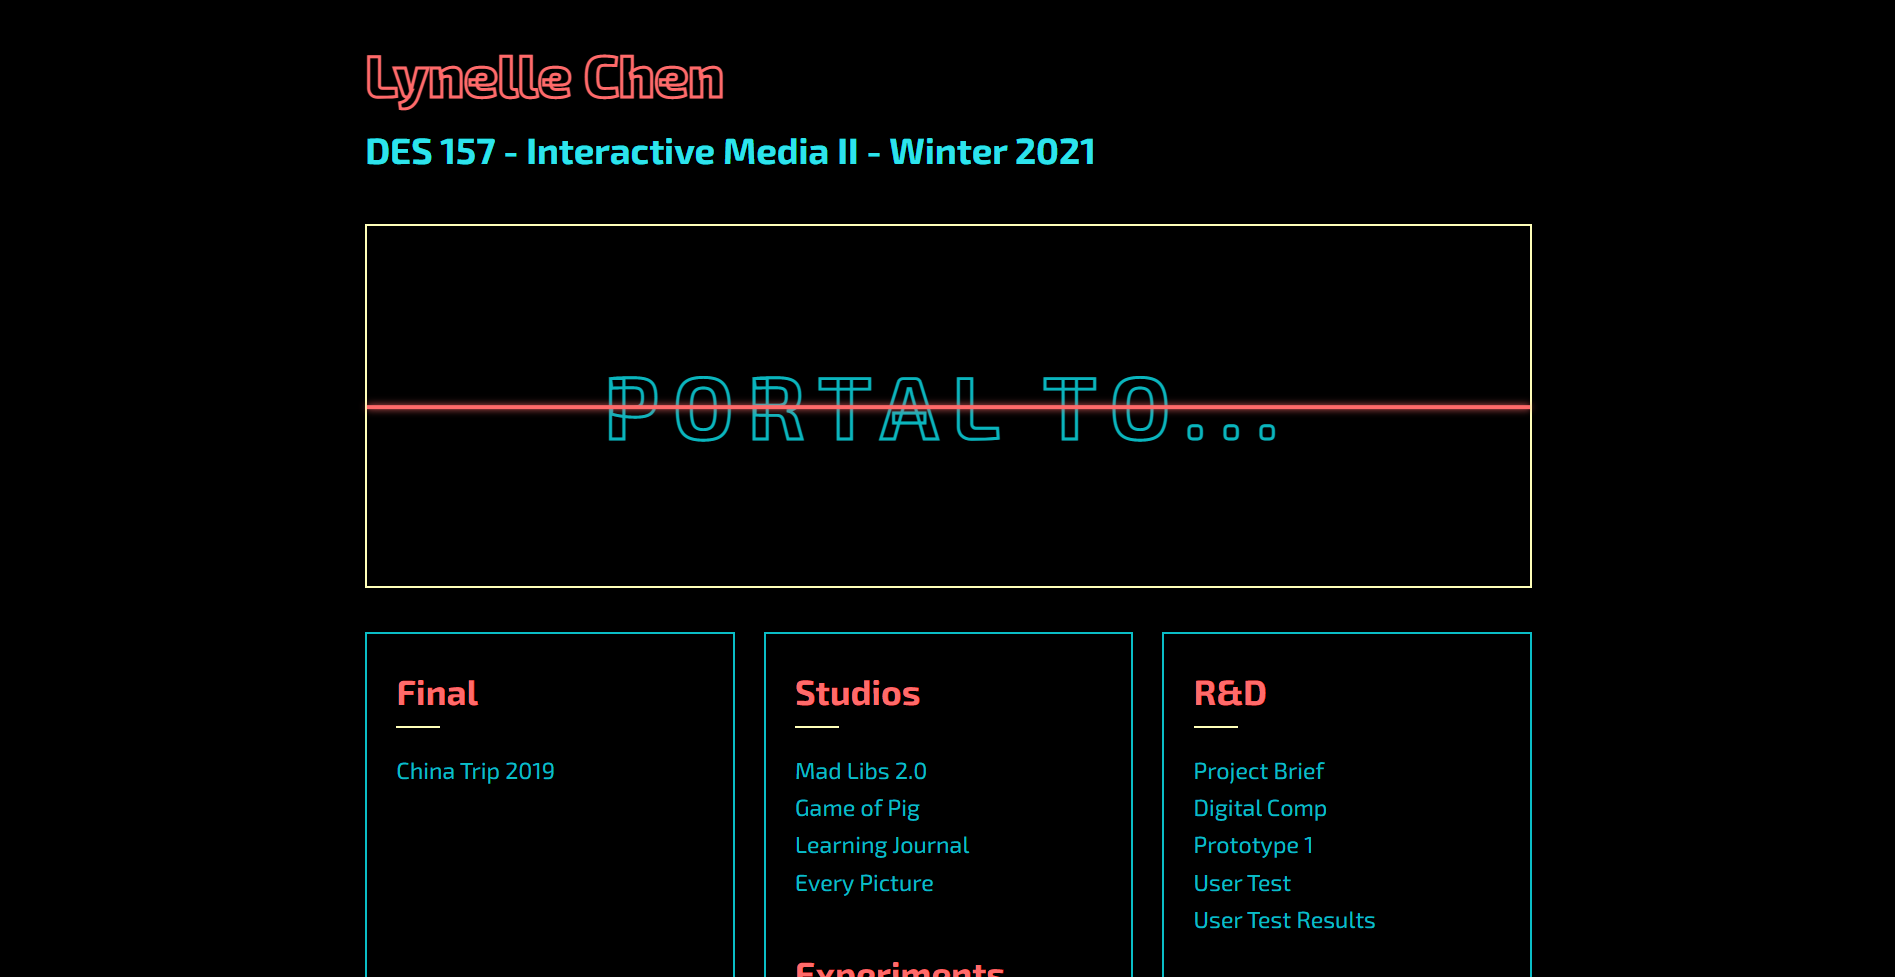 Lynelle Chen
DES 157 - Interactive Media II - Winter 2021
PORTAL TO...
Final
China Trip 2019
Studios
Mad Libs 2.0
Game of Pig
Learning Journal
Every Picture
Experiments
R&D
Project Brief
Digital Comp
Prototype 1
User Test
User Test Results